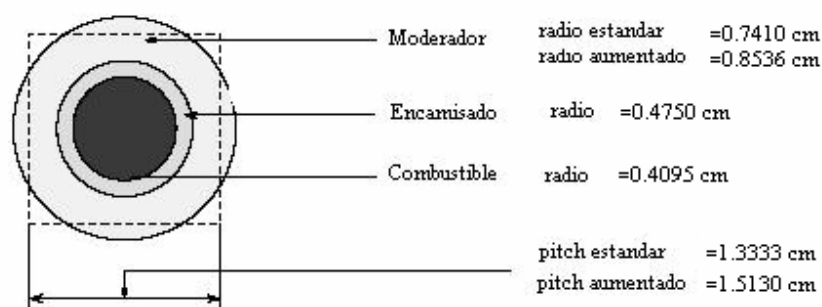 Moderador radio estandar =0.7410 cm
radio aumentado =0.8536 cm
Encamisado radio =0.4750 cm
Combustible radio =0.4095 cm
pitch estandar =1.3333 cm
pitch aumentado =1.5130 cm